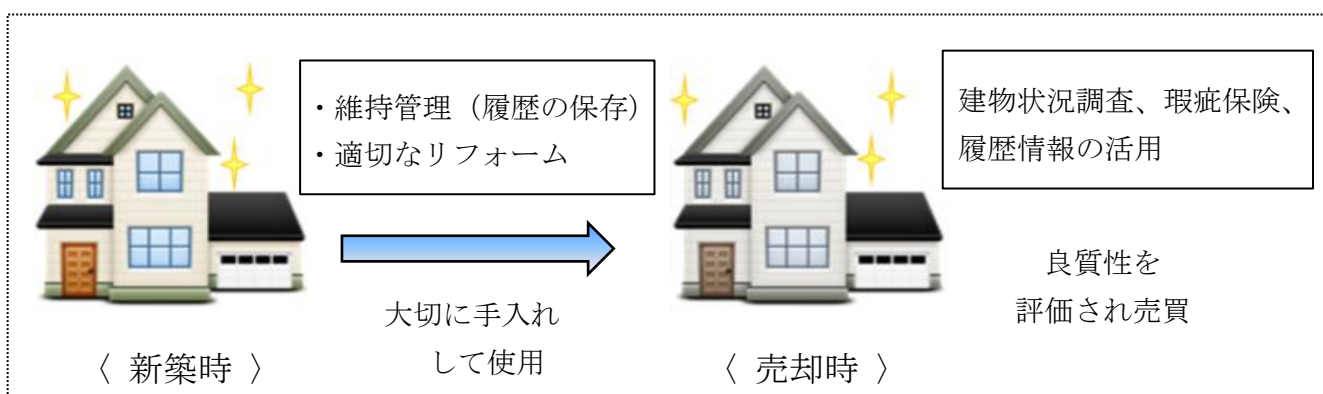 ・維持管理（履歴の保存）
・適切なリフォーム
大切に手入れ
して使用
〈 新築時 〉
建物状況調査、瑕疵保険、
履歴情報の活用
良質性を
評価され売買
〈 売却時 〉